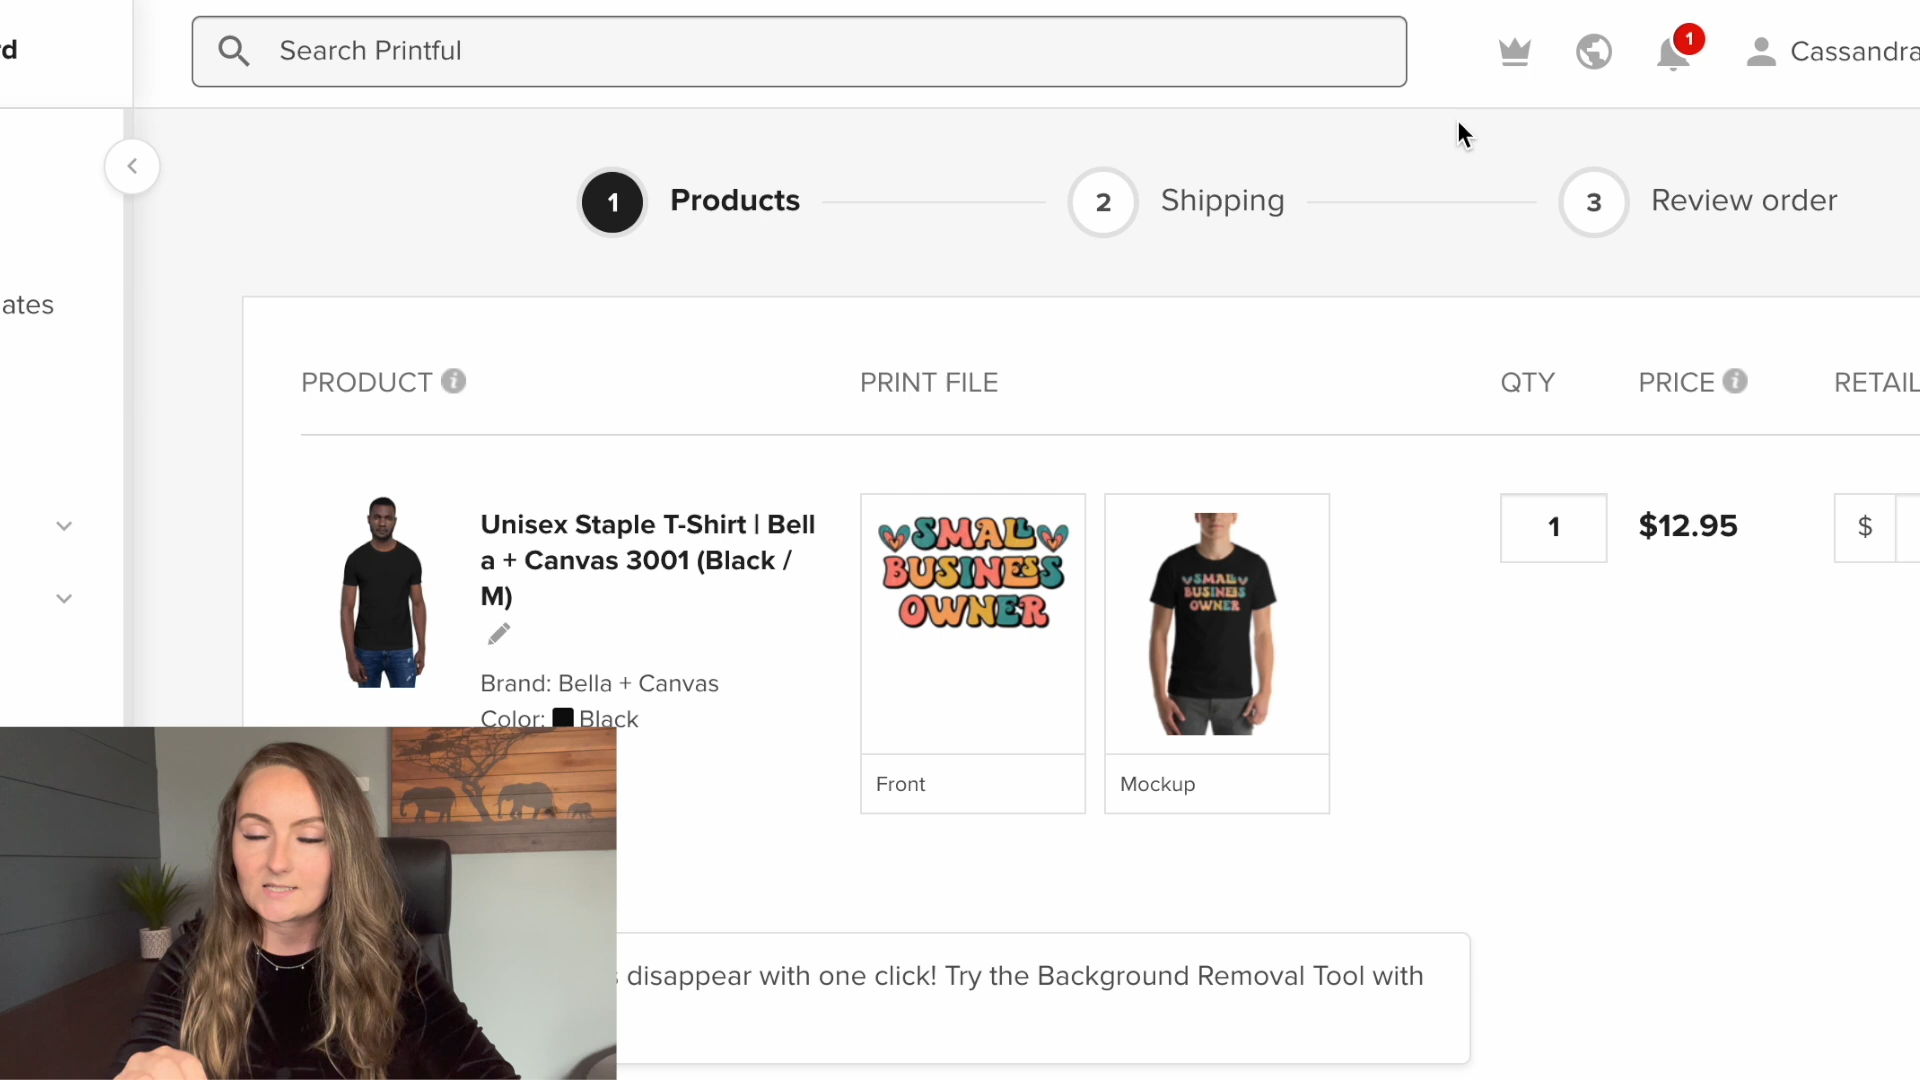 Search Printful
1
Cassandra
1 Products
2 Shipping
3 Review order
ates
PRODUCT
PRINT FILE
QTY
PRICE
RETAIL
Unisex Staple T-Shirt | Bell
a + Canvas 3001 (Black /
M)
Brand: Bella + Canvas
Color: Black
SMALL
BUSINESS
OWNER
Front
SMALL
BUSINESS
OWNER
Mockup
1
$12.95
$
disappear with one click! Try the Background Removal Tool with